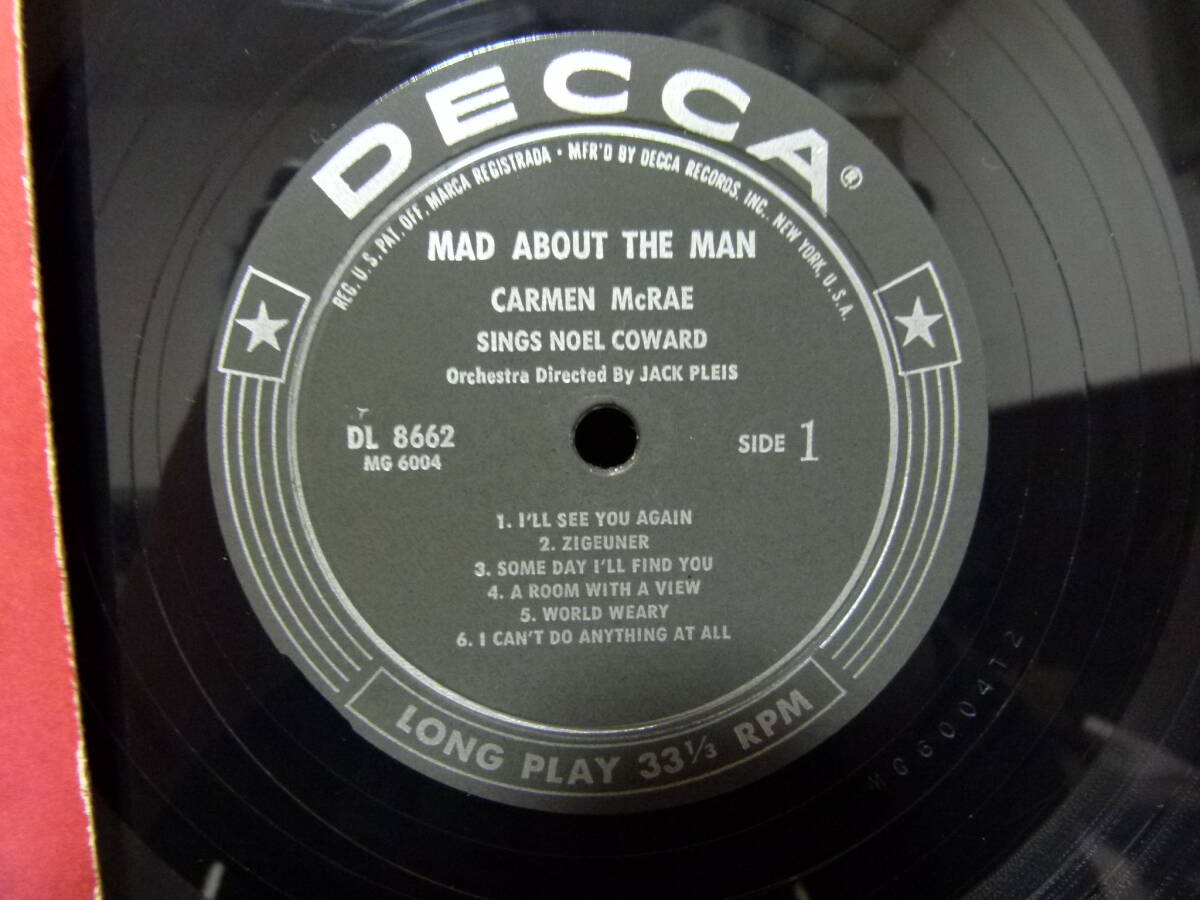 DECCA®
REG. U.S. PAT. OFF. MARCA REGISTRADA • MFR'D BY DECCA RECORDS, INC., NEW YORK, U.S.A.
MAD ABOUT THE MAN
CARMEN McRAE
SINGS NOEL COWARD
Orchestra Directed By JACK PLEIS
DL 8662
MG 6004
SIDE 1
1. I'LL SEE YOU AGAIN
2. ZIGEUNER
3. SOME DAY I'LL FIND YOU
4. A ROOM WITH A VIEW
5. WORLD WEARY
6. I CAN'T DO ANYTHING AT ALL
LONG PLAY 33 1/3 RPM
MG6004T2